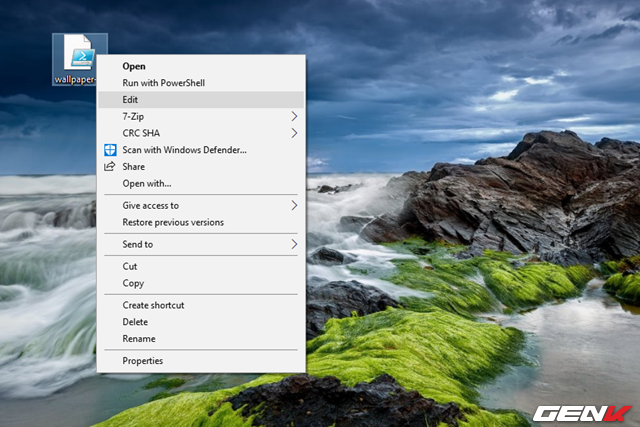 wallpaper-
Open
Run with PowerShell
Edit
7-Zip
CRC SHA
Scan with Windows Defender...
Share
Open with...
Give access to
Restore previous versions
Send to
Cut
Copy
Create shortcut
Delete
Rename
Properties
GENK